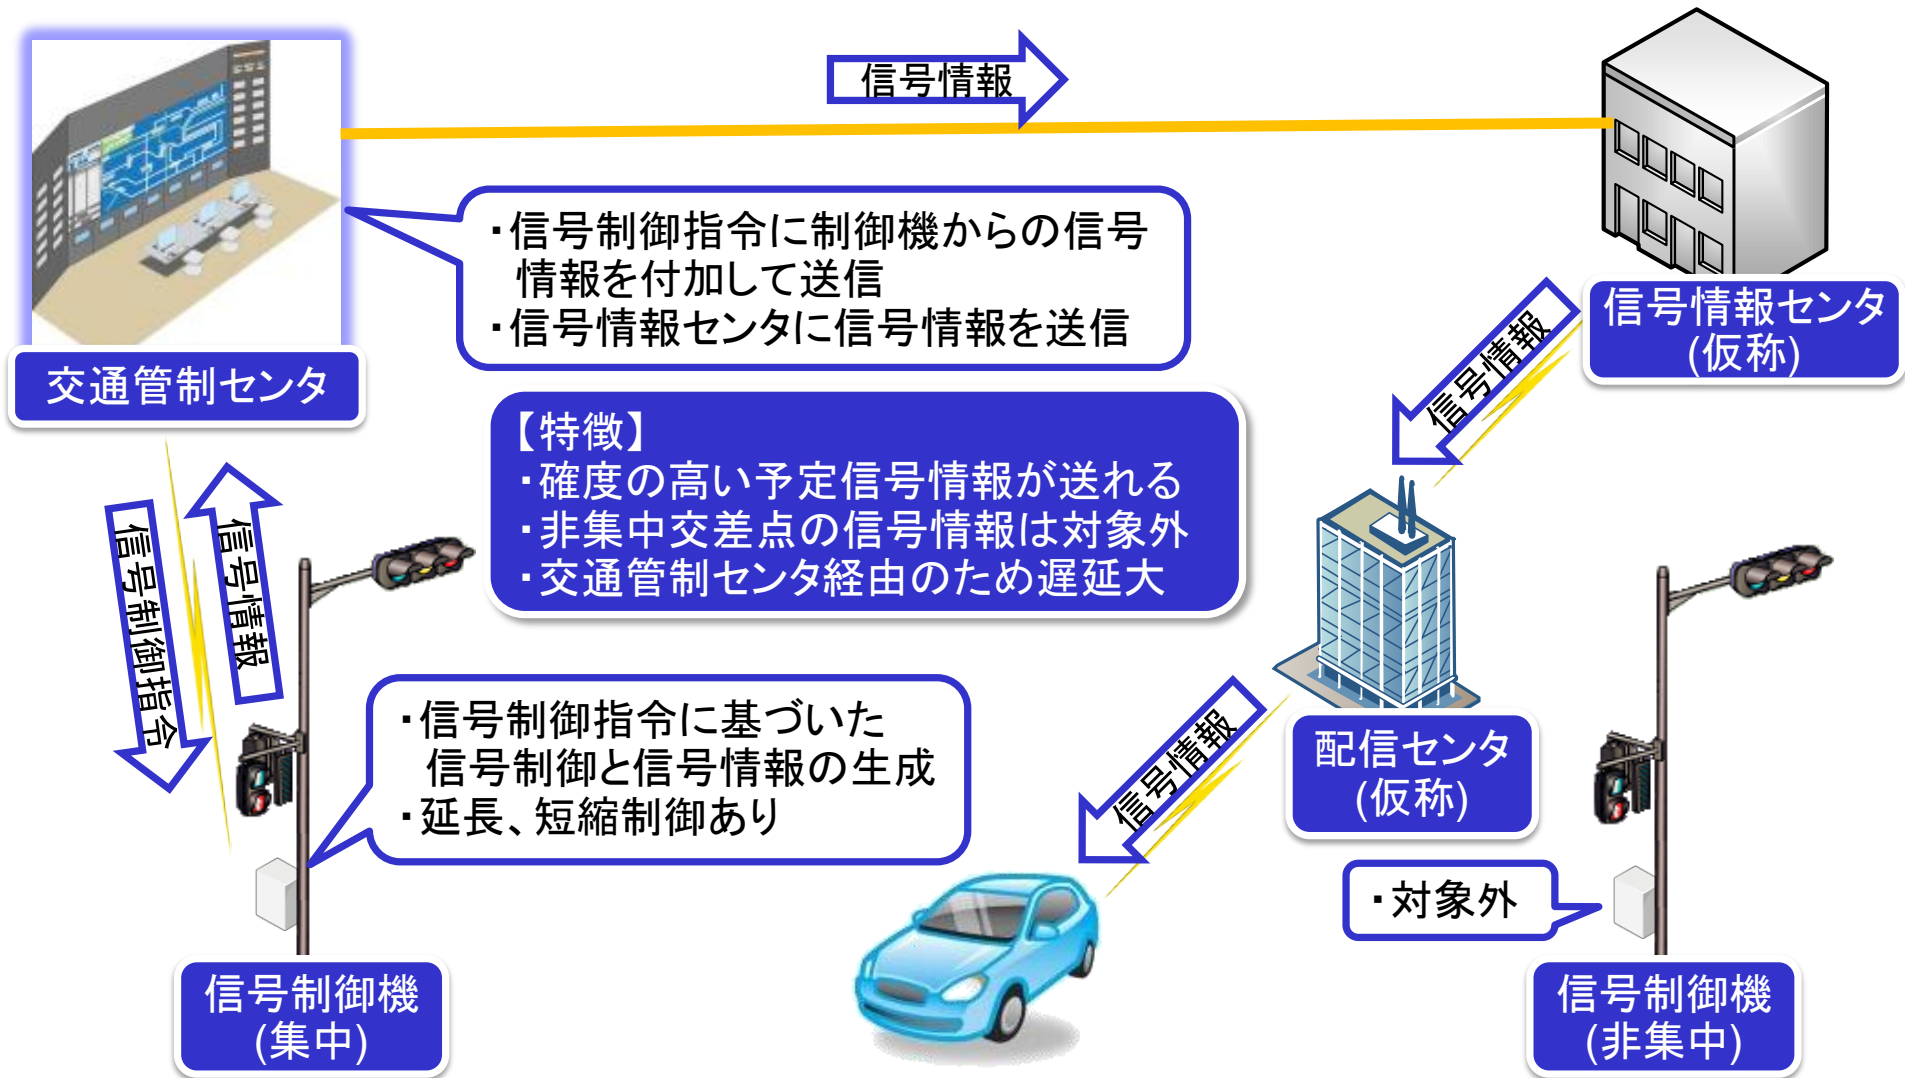 信号情報
・信号制御指令に制御機からの信号
情報を付加して送信
・信号情報センタに信号情報を送信
交通管制センタ
信号情報センタ
(仮称)
信号情報
【特徴】
・確度の高い予定信号情報が送れる
・非集中交差点の信号情報は対象外
・交通管制センタ経由のため遅延大
信号制御指令
信号情報
・信号制御指令に基づいた
信号制御と信号情報の生成
・延長、短縮制御あり
信号情報
配信センタ
(仮称)
・対象外
信号制御機
(集中)
信号制御機
(非集中)